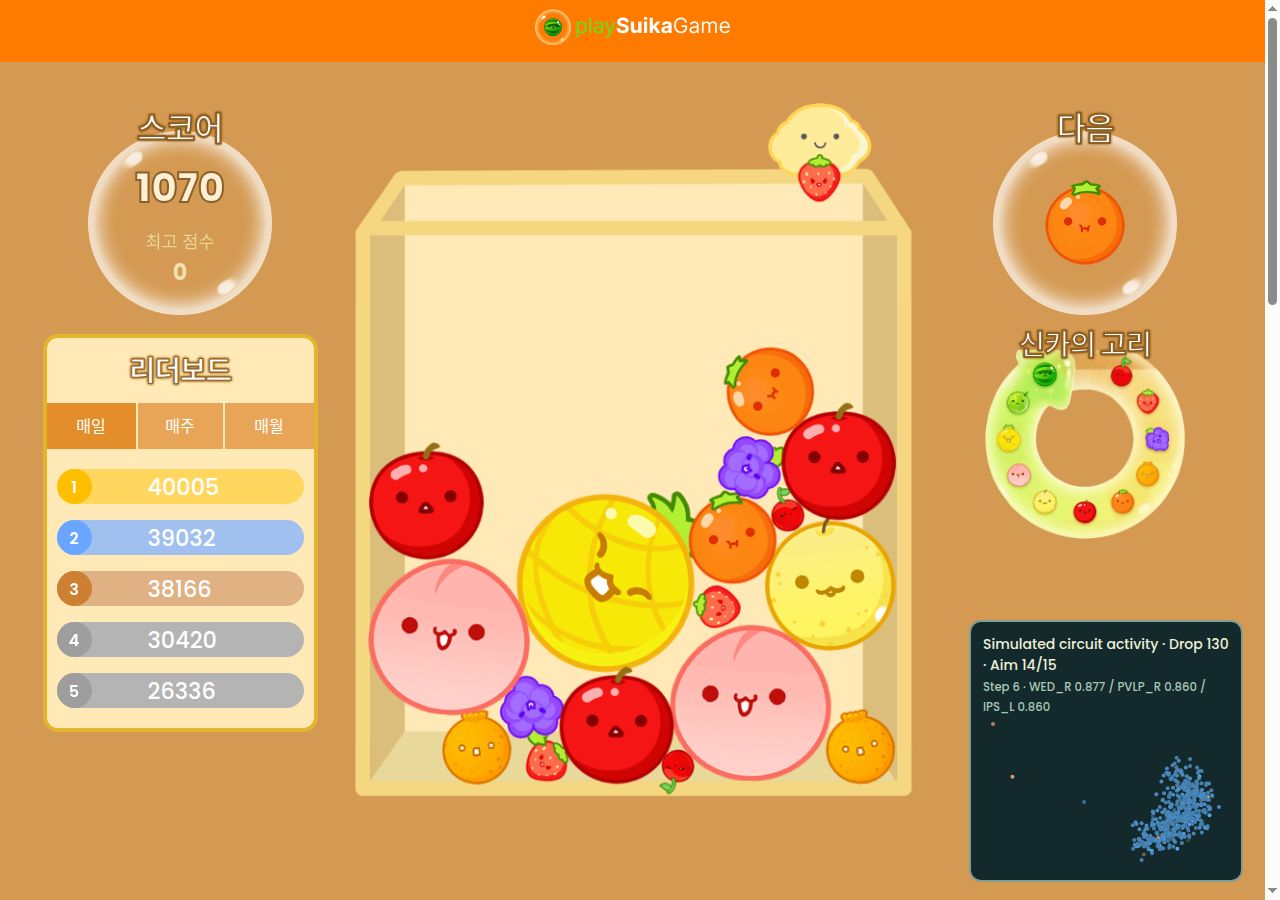 playSuikaGame
스코어
1070
최고 점수
0
리더보드
매일
매주
매월
1 40005
2 39032
3 38166
4 30420
5 26336
다음
신카의 고리
Simulated circuit activity · Drop 130
· Aim 14/15
Step 6 · WED_R 0.877 / PVLP_R 0.860 /
IPS_L 0.860